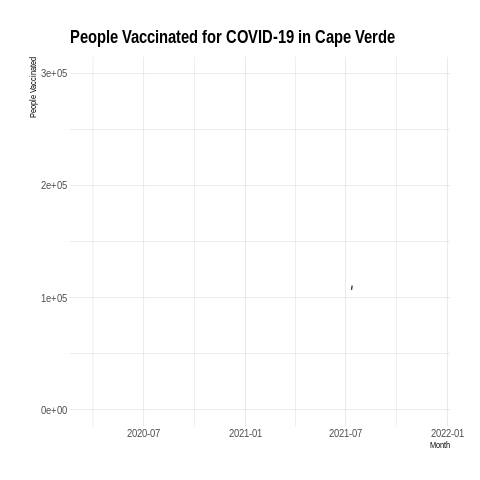 People Vaccinated for COVID-19 in Cape Verde
People Vaccinated
3e+05
2e+05
1e+05
0e+00
2020-07 2021-01 2021-07 2022-01
Month